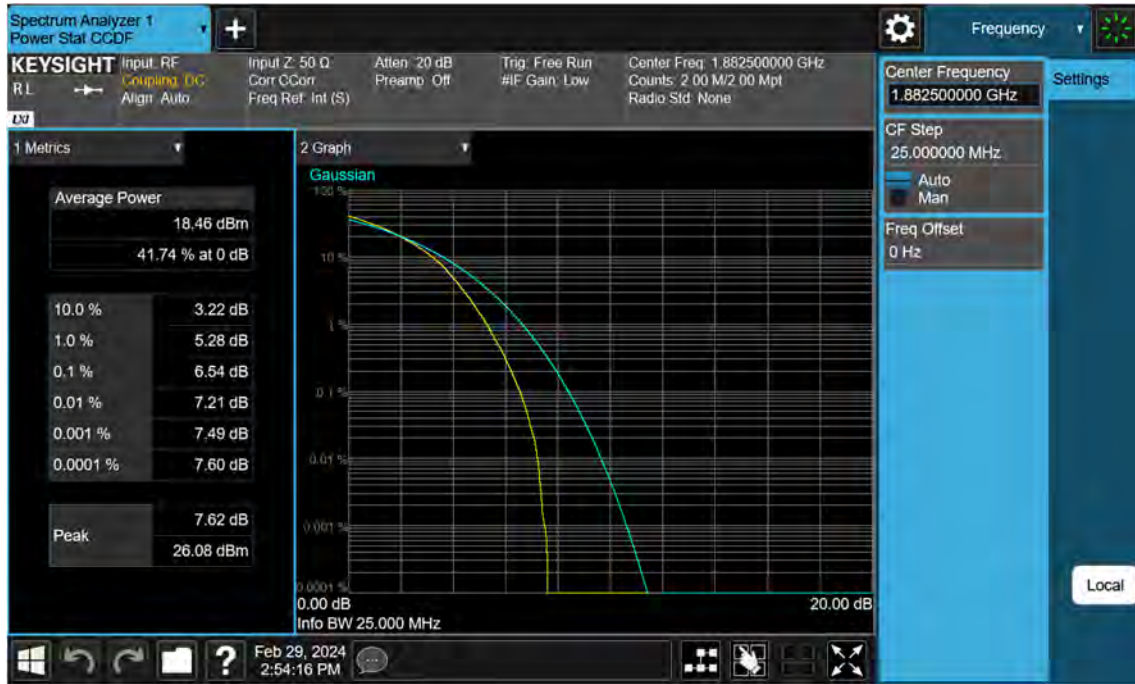 Spectrum Analyzer 1
Power Stat CCDF
+
Frequency
KEYSIGHT
RL
LXI
Input: RF
Coupling: DC
Align: Auto
Input Z: 50 Ω
Corr CCorr
Freq Ref: Int (S)
Atten: 20 dB
Preamp: Off
Trig: Free Run
#IF Gain: Low
Center Freq: 1.882500000 GHz
Counts: 2.00 M/2.00 Mpt
Radio Std: None
Center Frequency
1.882500000 GHz
Settings
CF Step
25.000000 MHz
Auto
Man
Freq Offset
0 Hz
1 Metrics
Average Power
18.46 dBm
41.74 % at 0 dB
10.0 % 3.22 dB
1.0 % 5.28 dB
0.1 % 6.54 dB
0.01 % 7.21 dB
0.001 % 7.49 dB
0.0001 % 7.60 dB
Peak
7.62 dB
26.08 dBm
2 Graph
Gaussian
100 %
10 %
1 %
0.1 %
0.01 %
0.001 %
0.0001 %
0.00 dB 20.00 dB
Info BW 25.000 MHz
Local
? Feb 29, 2024
2:54:16 PM